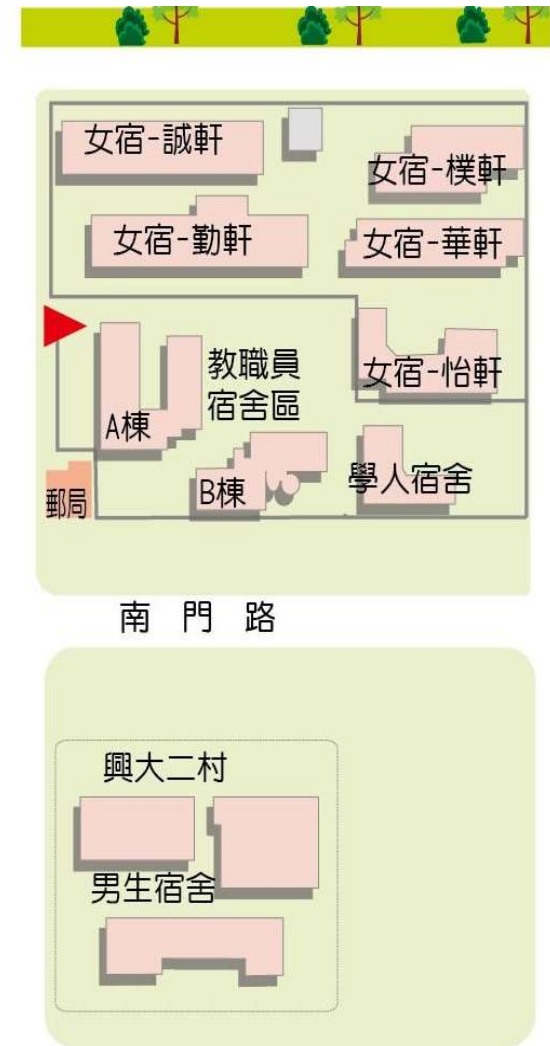 女宿-誠軒
女宿-樸軒
女宿-勤軒
女宿-華軒
教職員
宿舍區
女宿-怡軒
A棟
B棟
學人宿舍
郵局
南門路
興大二村
男生宿舍